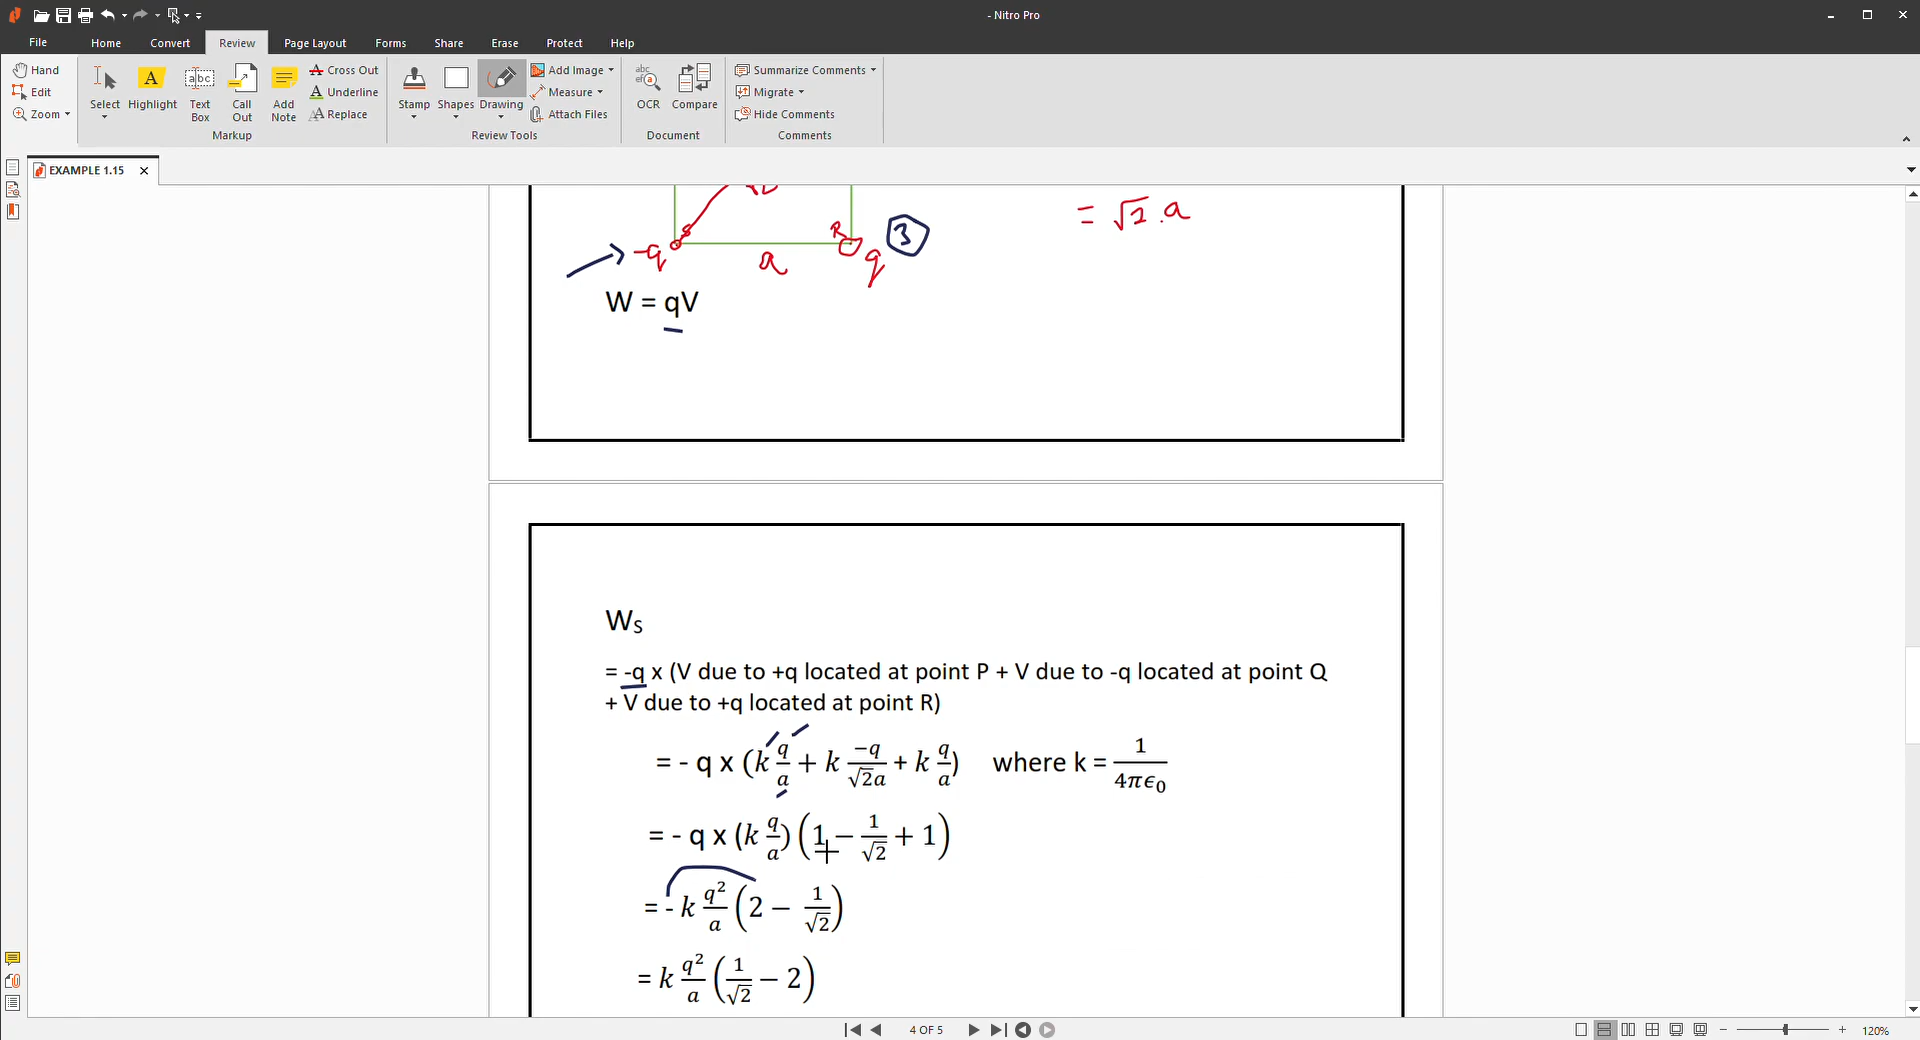 - Nitro Pro
File Home Convert Review Page Layout Forms Share Erase Protect Help
Hand
Edit
Zoom
Select
Highlight
Text Box
Call Out
Add Note
Cross Out
Underline
Replace
Markup
Stamp
Shapes
Drawing
Add Image
Measure
Attach Files
Review Tools
OCR
Compare
Document
Summarize Comments
Migrate
Hide Comments
Comments
EXAMPLE 1.15
= √2 . a
S
R
3
-q
a
q
W = qV
W_S
= -q x (V due to +q located at point P + V due to -q located at point Q
+ V due to +q located at point R)
= - q x (k q/a + k -q/√2a + k q/a) where k = 1/4πϵ₀
= - q x (k q/a) (1 − 1/√2 + 1)
= - k q²/a (2 − 1/√2)
= k q²/a (1/√2 − 2)
4 OF 5
120%